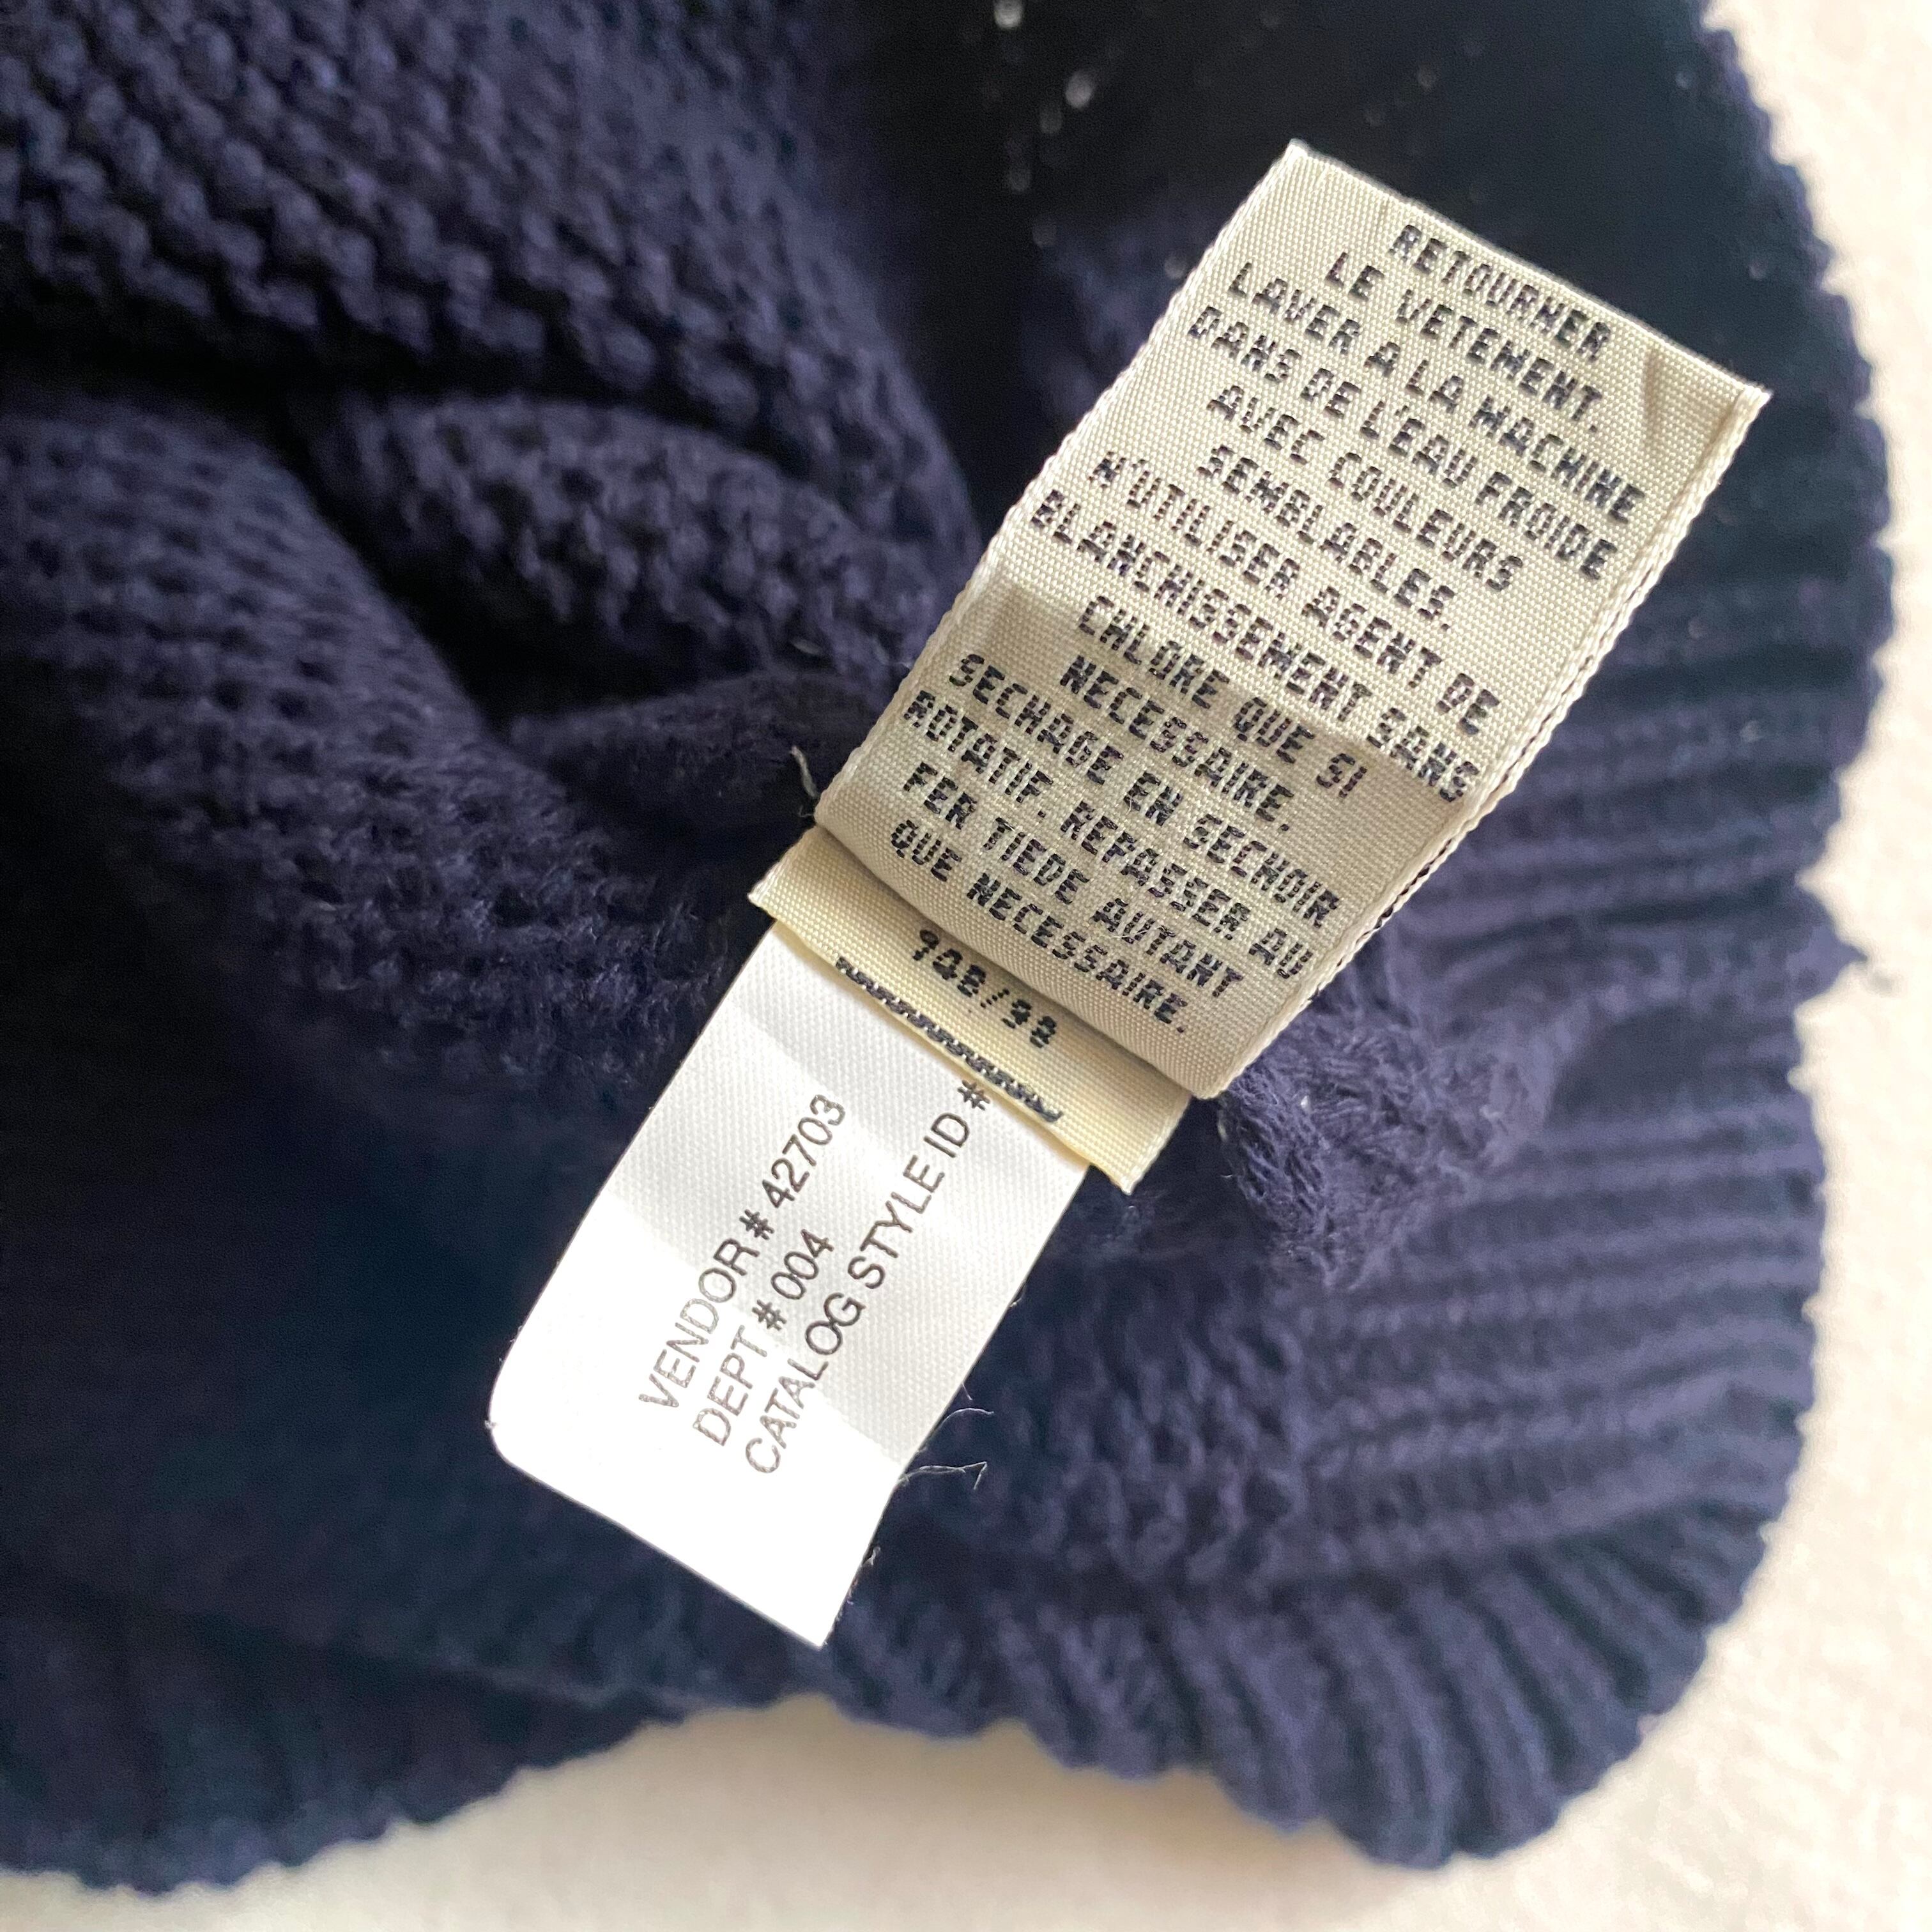 RETOURNER
LE VETEMENT.
LAVER A LA MACHINE
DANS DE L'EAU FROIDE
AVEC COULEURS
SEMBLABLES.
N'UTILISER AGENT DE
BLANCHISSEMENT SANS
CHLORE QUE SI
NECESSAIRE.
SECHAGE EN SECHOIR
ROTATIF. REPASSER AU
FER TIEDE AUTANT
QUE NECESSAIRE.
948/98
VENDOR # 42703
DEPT # 004
CATALOG STYLE ID #